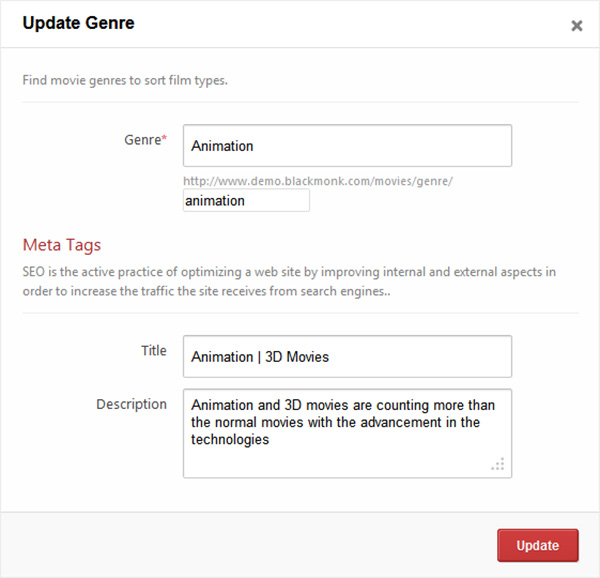 Update Genre
×
Find movie genres to sort film types.
Genre*
Animation
http://www.demo.blackmonk.com/movies/genre/
animation
Meta Tags
SEO is the active practice of optimizing a web site by improving internal and external aspects in
order to increase the traffic the site receives from search engines..
Title
Animation | 3D Movies
Description
Animation and 3D movies are counting more than
the normal movies with the advancement in the
technologies
Update